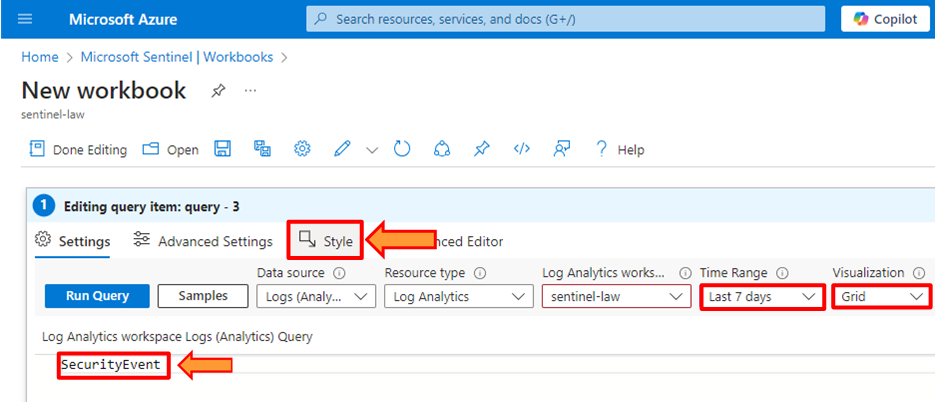 Microsoft Azure
Search resources, services, and docs (G+/)
Copilot
Home > Microsoft Sentinel | Workbooks >
New workbook
sentinel-law
Done Editing Open Help
1 Editing query item: query - 3
Settings Advanced Settings Style nced Editor
Data source Resource type Log Analytics works... Time Range Visualization
Run Query Samples Logs (Analy... Log Analytics sentinel-law Last 7 days Grid
Log Analytics workspace Logs (Analytics) Query
SecurityEvent